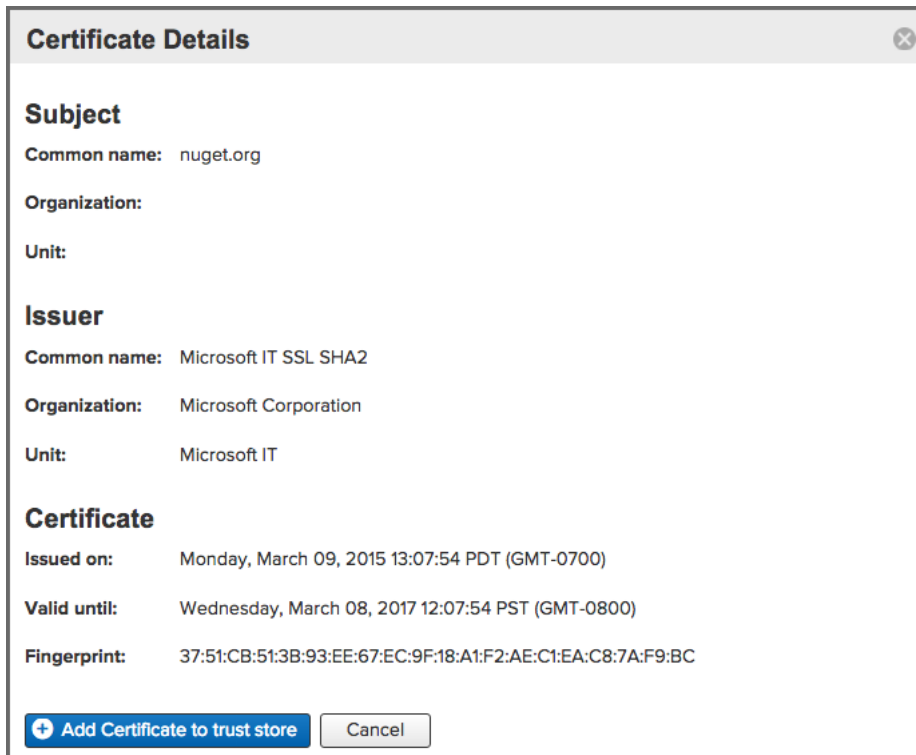 Certificate Details
Subject
Common name: nuget.org
Organization:
Unit:
Issuer
Common name: Microsoft IT SSL SHA2
Organization: Microsoft Corporation
Unit: Microsoft IT
Certificate
Issued on: Monday, March 09, 2015 13:07:54 PDT (GMT-0700)
Valid until: Wednesday, March 08, 2017 12:07:54 PST (GMT-0800)
Fingerprint: 37:51:CB:51:3B:93:EE:67:EC:9F:18:A1:F2:AE:C1:EA:C8:7A:F9:BC
Add Certificate to trust store Cancel